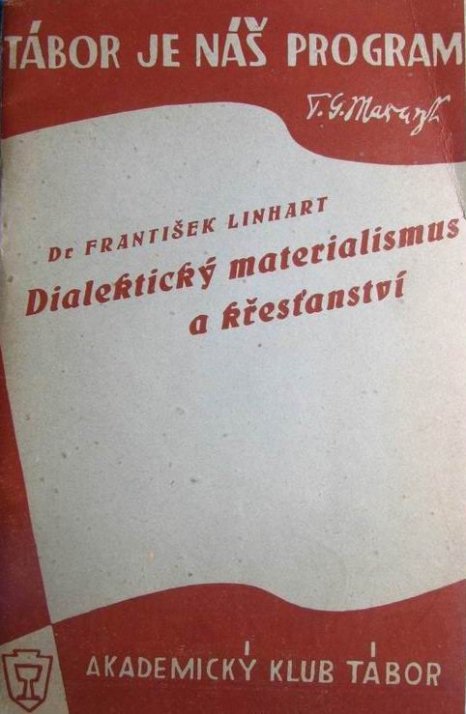 TÁBOR JE NÁŠ PROGRAM
T. G. Masaryk
Dr FRANTIŠEK LINHART
Dialektický materialismus
a křesťanství
AKADEMICKÝ KLUB TÁBOR